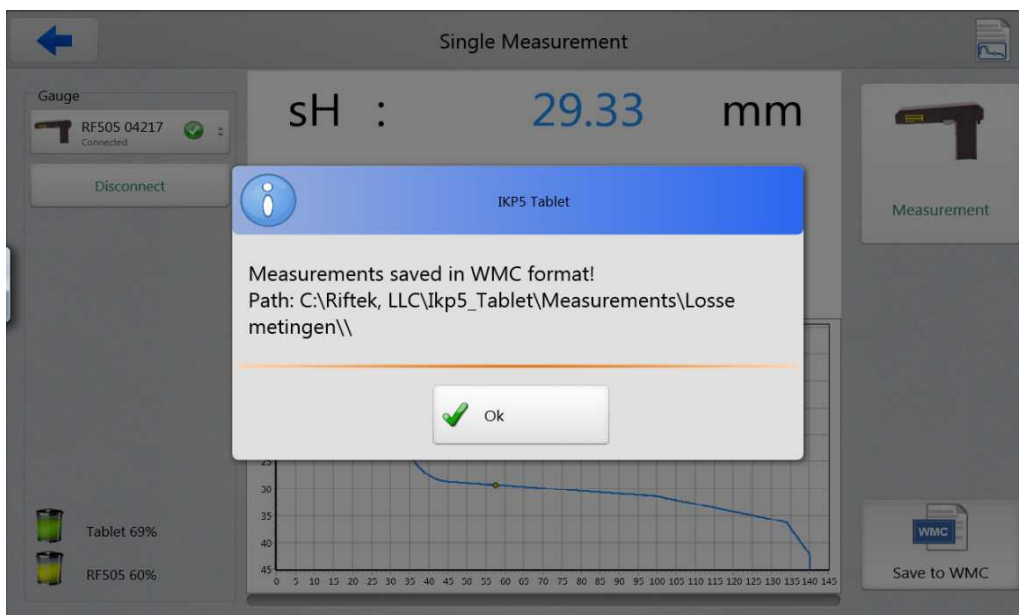 Single Measurement
Gauge
RF505 04217
Connected
Disconnect
sH : 29.33 mm
Measurement
IKP5 Tablet
Measurements saved in WMC format!
Path: C:\Riftek, LLC\Ikp5_Tablet\Measurements\Losse
metingen\\
Ok
25
30
35
40
45
0 5 10 15 20 25 30 35 40 45 50 55 60 65 70 75 80 85 90 95 100 105 110 115 120 125 130 135 140 145
Tablet 69%
RF505 60%
WMC
Save to WMC